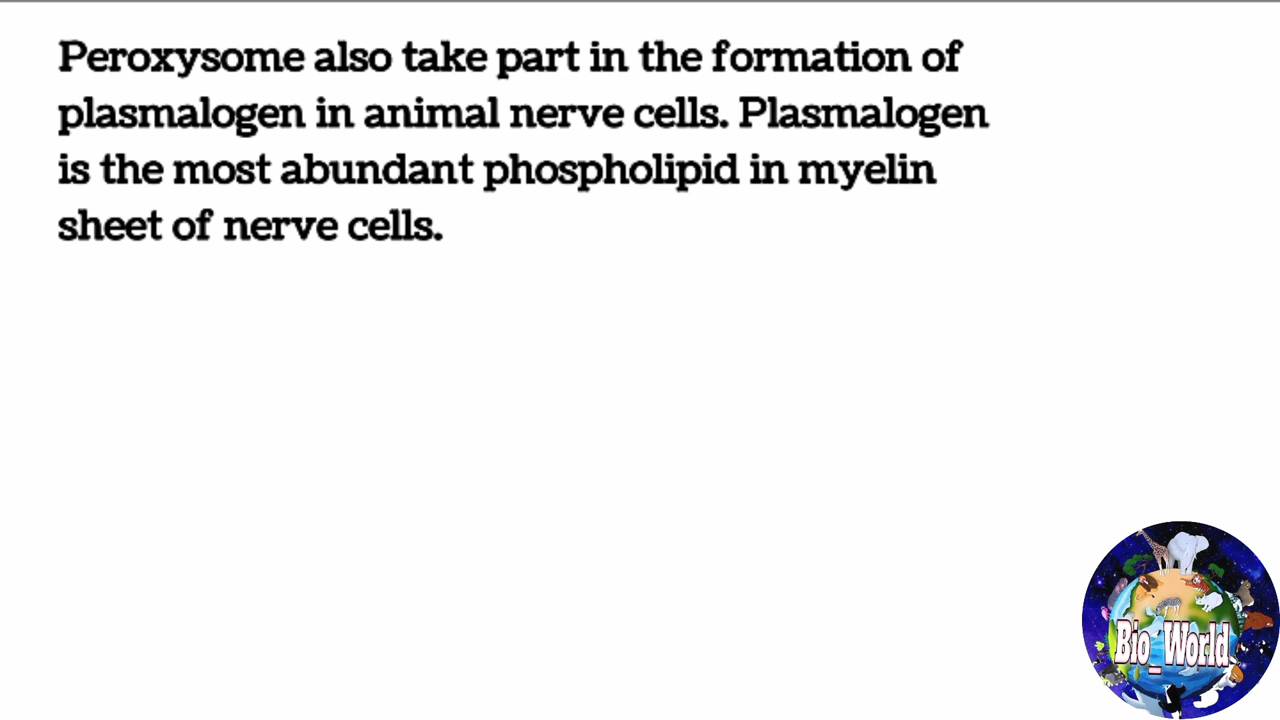 Peroxysome also take part in the formation of
plasmalogen in animal nerve cells. Plasmalogen
is the most abundant phospholipid in myelin
sheet of nerve cells.
Bio_World